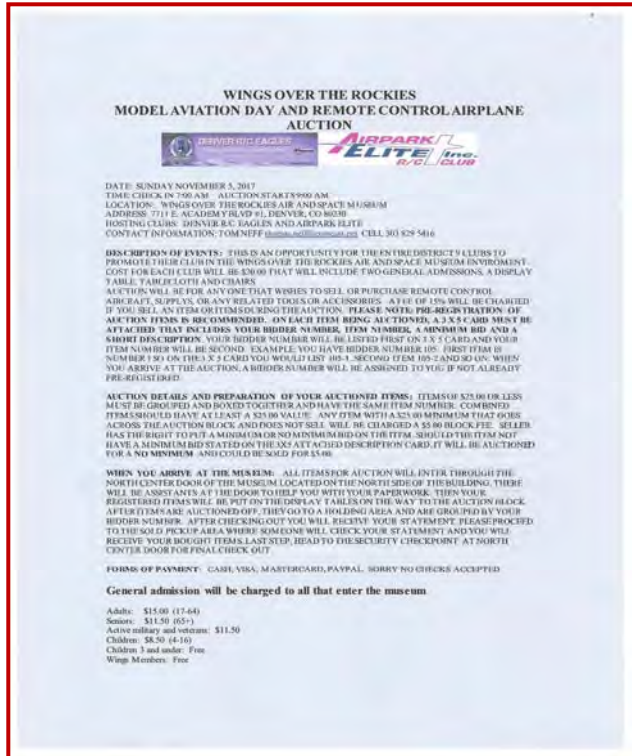 WINGS OVER THE ROCKIES
MODEL AVIATION DAY AND REMOTE CONTROL AIRPLANE
AUCTION
DENVER R/C EAGLES
AIRPARK
ELITE Inc.
R/C CLUB
DATE: SUNDAY NOVEMBER 5, 2017
TIME: CHECK IN 7:00 AM AUCTION STARTS 9:00 AM
LOCATION: WINGS OVER THE ROCKIES AIR AND SPACE MUSEUM
ADDRESS: 7711 E. ACADEMY BLVD #1, DENVER, CO 80230
HOSTING CLUBS: DENVER R/C EAGLES AND AIRPARK ELITE
CONTACT INFORMATION: TOM NEFF CELL 303 829 5416
DESCRIPTION OF EVENTS: THIS IS AN OPPORTUNITY FOR THE ENTIRE DISTRICT 9 CLUBS TO
PROMOTE THEIR CLUB IN THE WINGS OVER THE ROCKIES AIR AND SPACE MUSEUM ENVIROMENT.
COST FOR EACH CLUB WILL BE $30.00 THAT WILL INCLUDE TWO GENERAL ADMISSIONS, A DISPLAY
TABLE, TABLECLOTH AND CHAIRS.
AUCTION WILL BE FOR ANYONE THAT WISHES TO SELL OR PURCHASE REMOTE CONTROL
AIRCRAFT, SUPPLYS, OR ANY RELATED TOOLS OR ACCESSORIES. A FEE OF 15% WILL BE CHARGED
IF YOU SELL AN ITEM OR ITEMS DURING THE AUCTION. PLEASE NOTE: PRE-REGISTRATION OF
AUCTION ITEMS IS RECOMMENDED. ON EACH ITEM BEING AUCTIONED, A 3 X 5 CARD MUST BE
ATTACHED THAT INCLUDES YOUR BIDDER NUMBER, ITEM NUMBER, A MINIMUM BID AND A
SHORT DESCRIPTION. YOUR BIDDER NUMBER WILL BE LISTED FIRST ON 3 X 5 CARD AND YOUR
ITEM NUMBER WILL BE SECOND. EXAMPLE: YOU HAVE BIDDER NUMBER 105. FIRST ITEM IS
NUMBER 1 SO ON THE 3 X 5 CARD YOU WOULD LIST 105-1, SECOND ITEM 105-2 AND SO ON. WHEN
YOU ARRIVE AT THE AUCTION, A BIDDER NUMBER WILL BE ASSIGNED TO YOU IF NOT ALREADY
PRE-REGISTERED.
AUCTION DETAILS AND PREPARATION OF YOUR AUCTIONED ITEMS: ITEMS OF $25.00 OR LESS
MUST BE GROUPED AND BOXED TOGETHER AND HAVE THE SAME ITEM NUMBER. COMBINED
ITEMS SHOULD HAVE AT LEAST A $25.00 VALUE. ANY ITEM WITH A $25.00 MINIMUM THAT GOES
ACROSS THE AUCTION BLOCK AND DOES NOT SELL WILL BE CHARGED A $5.00 BLOCK FEE. SELLER
HAS THE RIGHT TO PUT A MINIMUM OR NO MINIMUM BID ON THE ITEM. SHOULD THE ITEM NOT
HAVE A MINIMUM BID STATED ON THE 3X5 ATTACHED DESCRIPTION CARD, IT WILL BE AUCTIONED
FOR A NO MINIMUM AND COULD BE SOLD FOR $5.00.
WHEN YOU ARRIVE AT THE MUSEUM: ALL ITEMS FOR AUCTION WILL ENTER THROUGH THE
NORTH CENTER DOOR OF THE MUSEUM LOCATED ON THE NORTH SIDE OF THE BUILDING. THERE
WILL BE ASSISTANTS AT THE DOOR TO HELP YOU WITH YOUR PAPERWORK. THEN YOUR
REGISTERED ITEMS WILL BE PUT ON THE DISPLAY TABLES ON THE WAY TO THE AUCTION BLOCK.
AFTER ITEMS ARE AUCTIONED OFF, THEY GO TO A HOLDING AREA AND ARE GROUPED BY YOUR
BIDDER NUMBER. AFTER CHECKING OUT YOU WILL RECEIVE YOUR STATEMENT. PLEASE PROCEED
TO THE SOLD PICKUP AREA WHERE SOMEONE WILL CHECK YOUR STATEMENT AND YOU WILL
RECEIVE YOUR BOUGHT ITEMS. LAST STEP, HEAD TO THE SECURITY CHECKPOINT AT NORTH
CENTER DOOR FOR FINAL CHECK OUT.
FORMS OF PAYMENT: CASH, VISA, MASTERCARD, PAYPAL. SORRY NO CHECKS ACCEPTED
General admission will be charged to all that enter the museum
Adults: $15.00 (17-64)
Seniors: $11.50 (65+)
Active military and veterans: $11.50
Children: $8.50 (4-16)
Children 3 and under: Free
Wings Members: Free